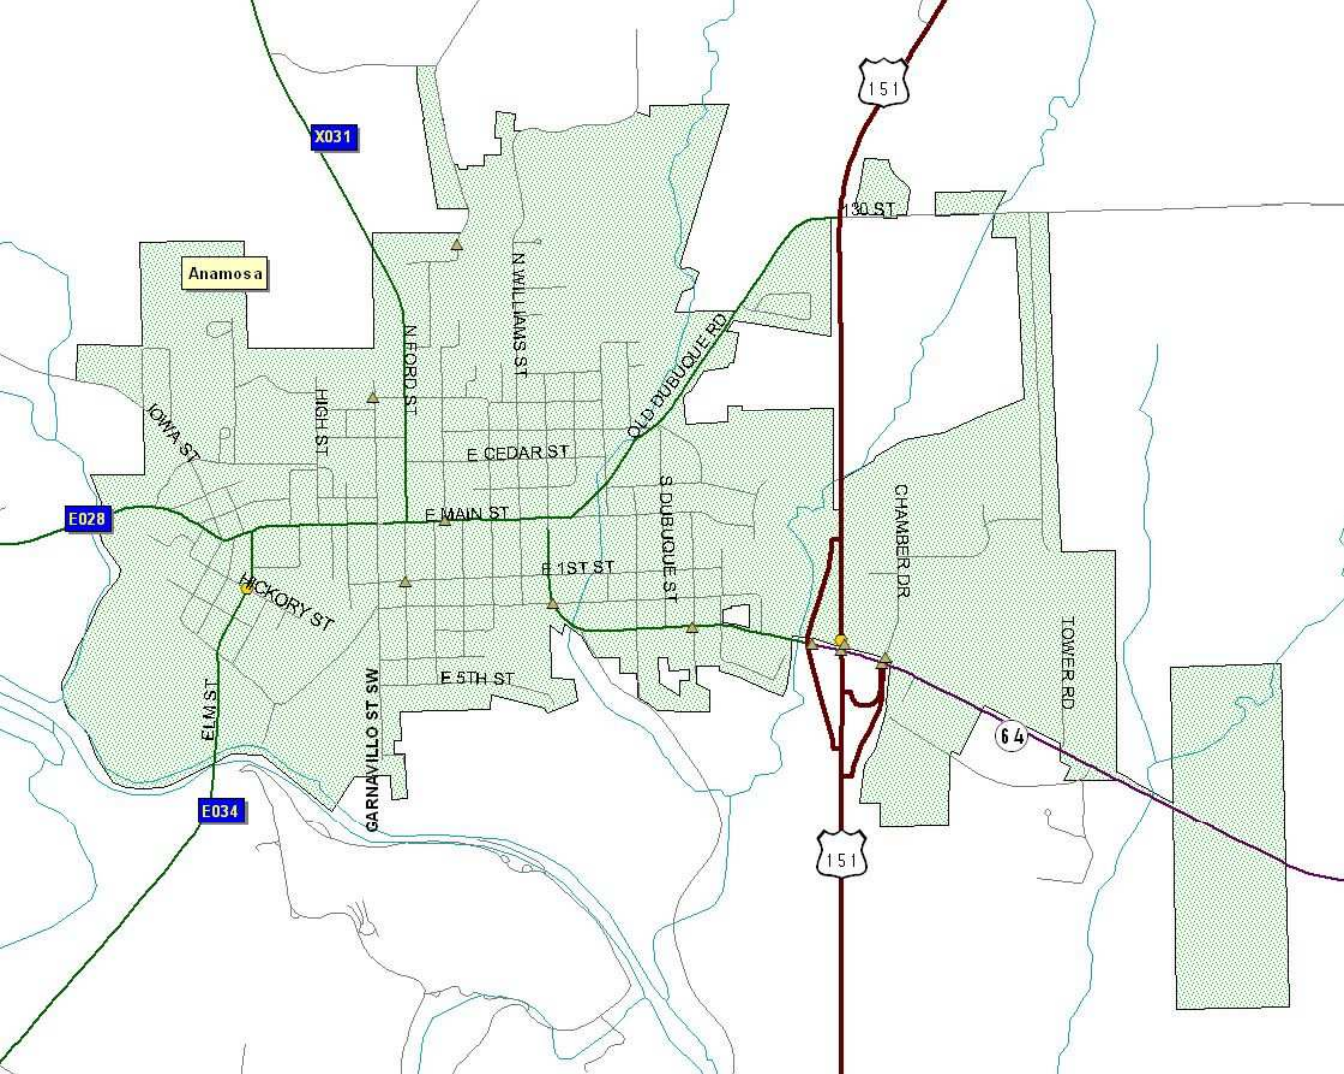 151
X031
130 ST
Anamosa
N WILLIAMS ST
N FORD ST
OLD DUBUQUE RD
HIGH ST
IOWA ST
E CEDAR ST
S DUBUQUE ST
CHAMBER DR
E028
E MAIN ST
E 1ST ST
HICKORY ST
TOWER RD
E 5TH ST
ELM ST
GARNAVILLO ST SW
64
E034
151